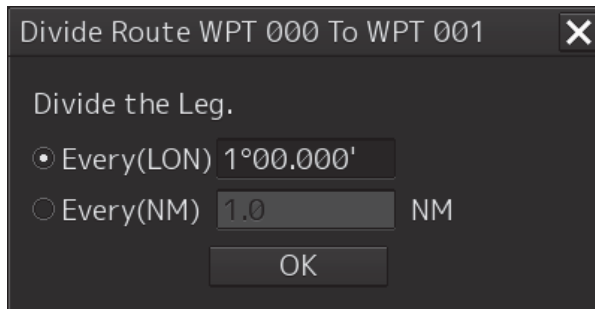 Divide Route WPT 000 To WPT 001
Divide the Leg.
Every(LON) 1°00.000'
Every(NM) 1.0 NM
OK